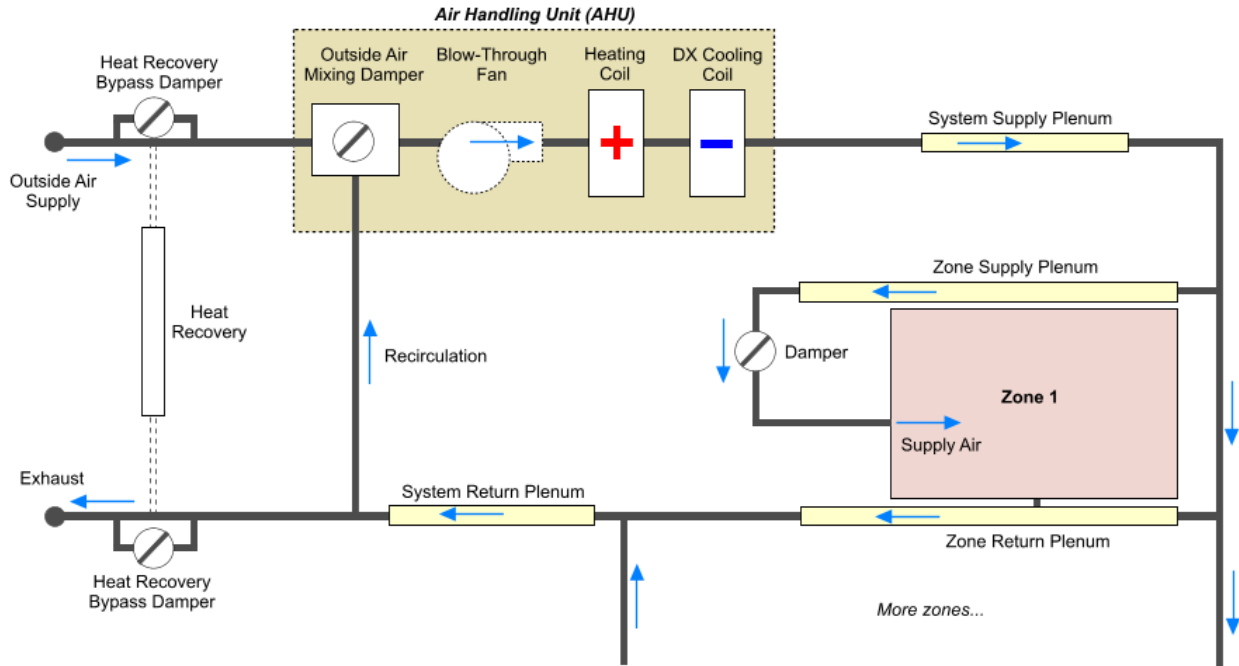 Air Handling Unit (AHU)
Outside Air
Mixing Damper
Blow-Through
Fan
Heating
Coil
DX Cooling
Coil
Heat Recovery
Bypass Damper
System Supply Plenum
Outside Air
Supply
Zone Supply Plenum
Heat
Recovery
Recirculation
Damper
Zone 1
Supply Air
Exhaust
System Return Plenum
Zone Return Plenum
Heat Recovery
Bypass Damper
More zones...